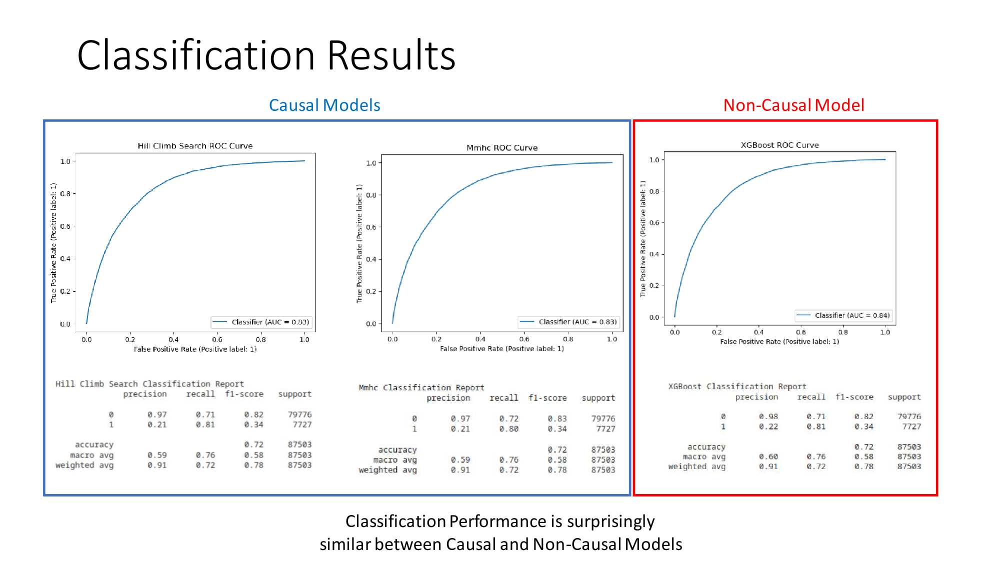 Classification Results
Causal Models
Non-Causal Model
Hill Climb Search ROC Curve
1.0
0.8
0.6
0.4
0.2
0.0
True Positive Rate (Positive label: 1)
Classifier (AUC = 0.83)
0.0 0.2 0.4 0.6 0.8 1.0
False Positive Rate (Positive label: 1)
Mmhc ROC Curve
1.0
0.8
0.6
0.4
0.2
0.0
True Positive Rate (Positive label: 1)
Classifier (AUC = 0.83)
0.0 0.2 0.4 0.6 0.8 1.0
False Positive Rate (Positive label: 1)
XGBoost ROC Curve
1.0
0.8
0.6
0.4
0.2
0.0
True Positive Rate (Positive label: 1)
Classifier (AUC = 0.84)
0.0 0.2 0.4 0.6 0.8 1.0
False Positive Rate (Positive label: 1)
Hill Climb Search Classification Report
precision recall f1-score support
0 0.97 0.71 0.82 79776
1 0.21 0.81 0.34 7727
accuracy 0.72 87503
macro avg 0.59 0.76 0.58 87503
weighted avg 0.91 0.72 0.78 87503
Mmhc Classification Report
precision recall f1-score support
0 0.97 0.72 0.83 79776
1 0.21 0.80 0.34 7727
accuracy 0.72 87503
macro avg 0.59 0.76 0.58 87503
weighted avg 0.91 0.72 0.78 87503
XGBoost Classification Report
precision recall f1-score support
0 0.98 0.71 0.82 79776
1 0.22 0.81 0.34 7727
accuracy 0.72 87503
macro avg 0.60 0.76 0.58 87503
weighted avg 0.91 0.72 0.78 87503
Classification Performance is surprisingly
similar between Causal and Non-Causal Models